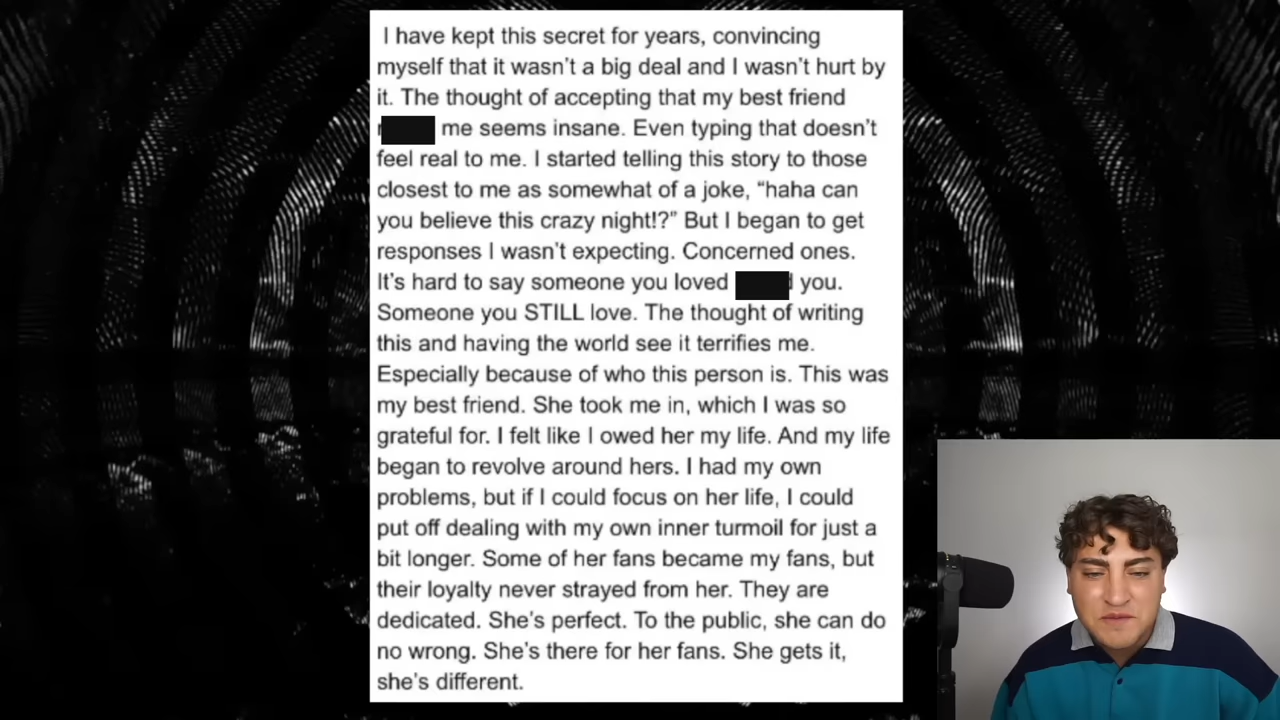 I have kept this secret for years, convincing
myself that it wasn't a big deal and I wasn't hurt by
it. The thought of accepting that my best friend
me seems insane. Even typing that doesn't
feel real to me. I started telling this story to those
closest to me as somewhat of a joke, “haha can
you believe this crazy night!?” But I began to get
responses I wasn't expecting. Concerned ones.
It's hard to say someone you loved you.
Someone you STILL love. The thought of writing
this and having the world see it terrifies me.
Especially because of who this person is. This was
my best friend. She took me in, which I was so
grateful for. I felt like I owed her my life. And my life
began to revolve around hers. I had my own
problems, but if I could focus on her life, I could
put off dealing with my own inner turmoil for just a
bit longer. Some of her fans became my fans, but
their loyalty never strayed from her. They are
dedicated. She's perfect. To the public, she can do
no wrong. She's there for her fans. She gets it,
she's different.